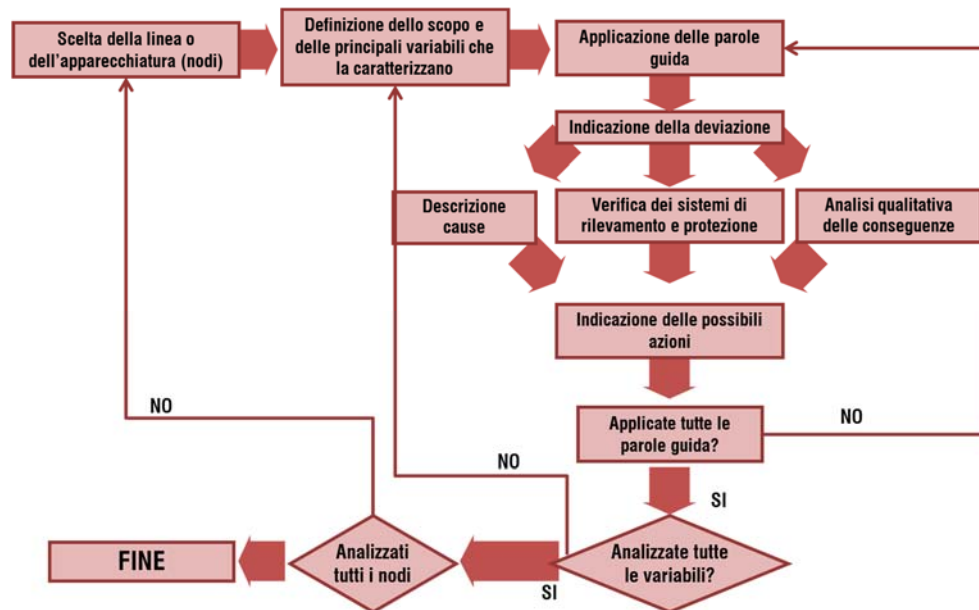 Scelta della linea o
dell'apparecchiatura (nodi)
Definizione dello scopo e
delle principali variabili che
la caratterizzano
Applicazione delle parole
guida
Indicazione della deviazione
Descrizione
cause
Verifica dei sistemi di
rilevamento e protezione
Analisi qualitativa
delle conseguenze
Indicazione delle possibili
azioni
NO
Applicate tutte le
parole guida?
NO
NO
SI
FINE
Analizzati
tutti i nodi
SI
Analizzate tutte
le variabili?